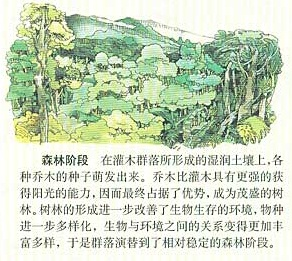 森林阶段 在灌木群落所形成的湿润土壤上,各
种乔木的种子萌发出来。乔木比灌木具有更强的获
得阳光的能力,因而最终占据了优势,成为茂盛的树
林。树林的形成进一步改善了生物生存的环境,物种
进一步多样化,生物与环境之间的关系变得更加丰
富多样,于是群落演替到了相对稳定的森林阶段。